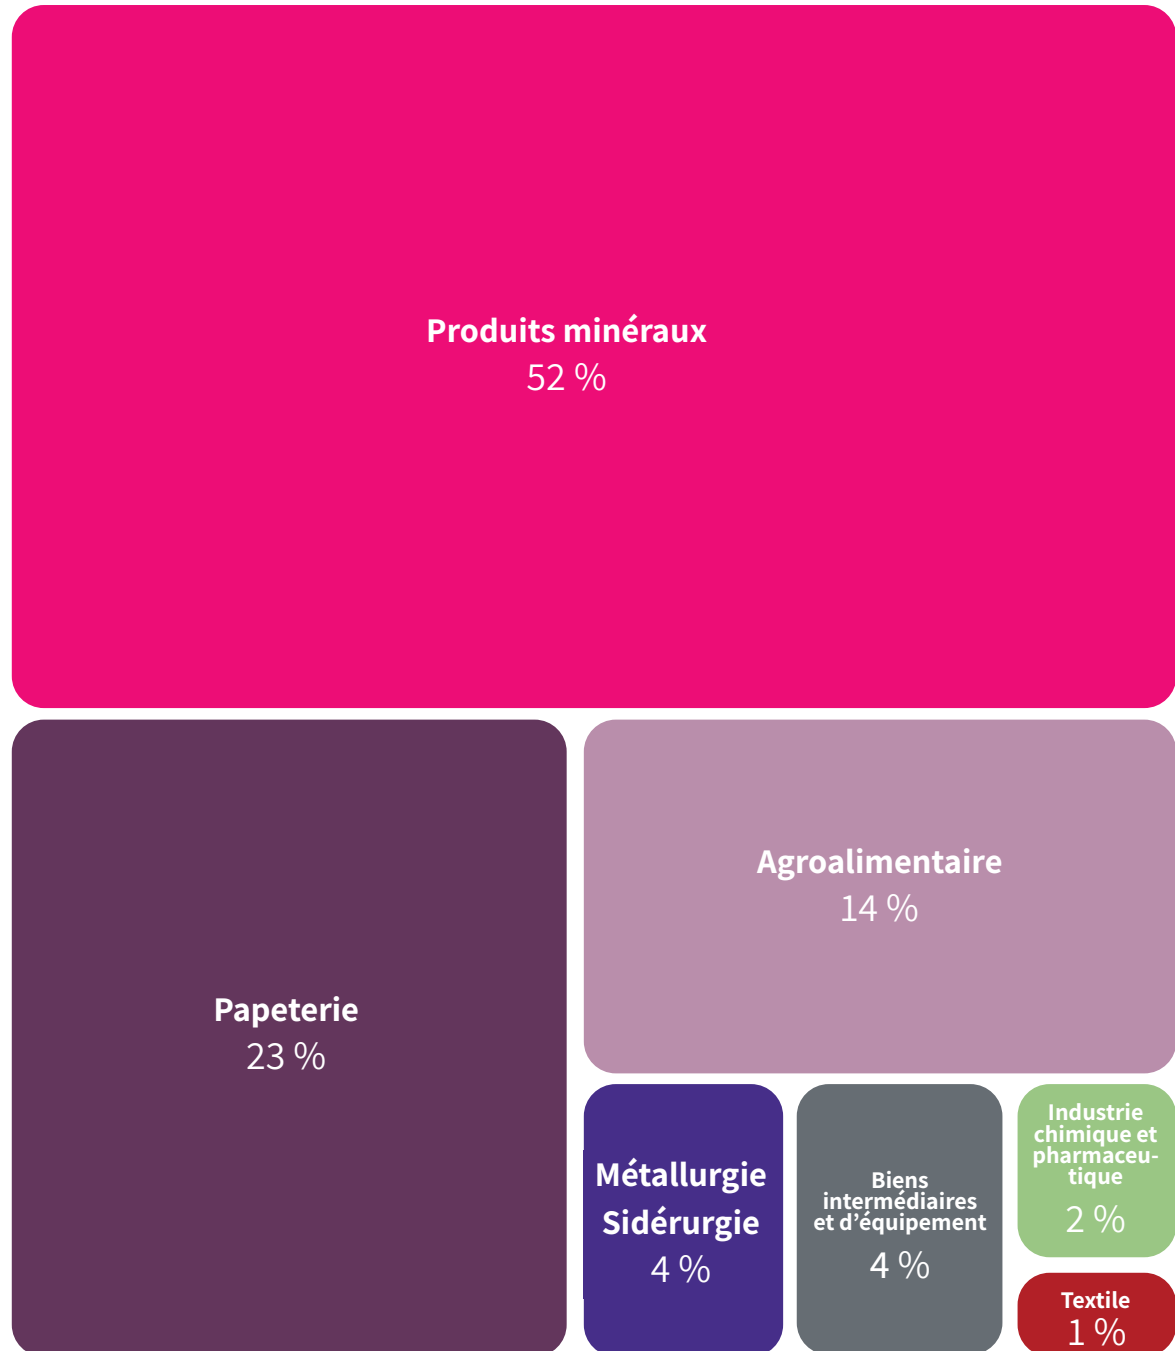 Produits minéraux
52 %
Papeterie
23 %
Agroalimentaire
14 %
Métallurgie
Sidérurgie
4 %
Biens
intermédiaires
et d’équipement
4 %
Industrie
chimique et
pharmaceu-
tique
2 %
Textile
1 %